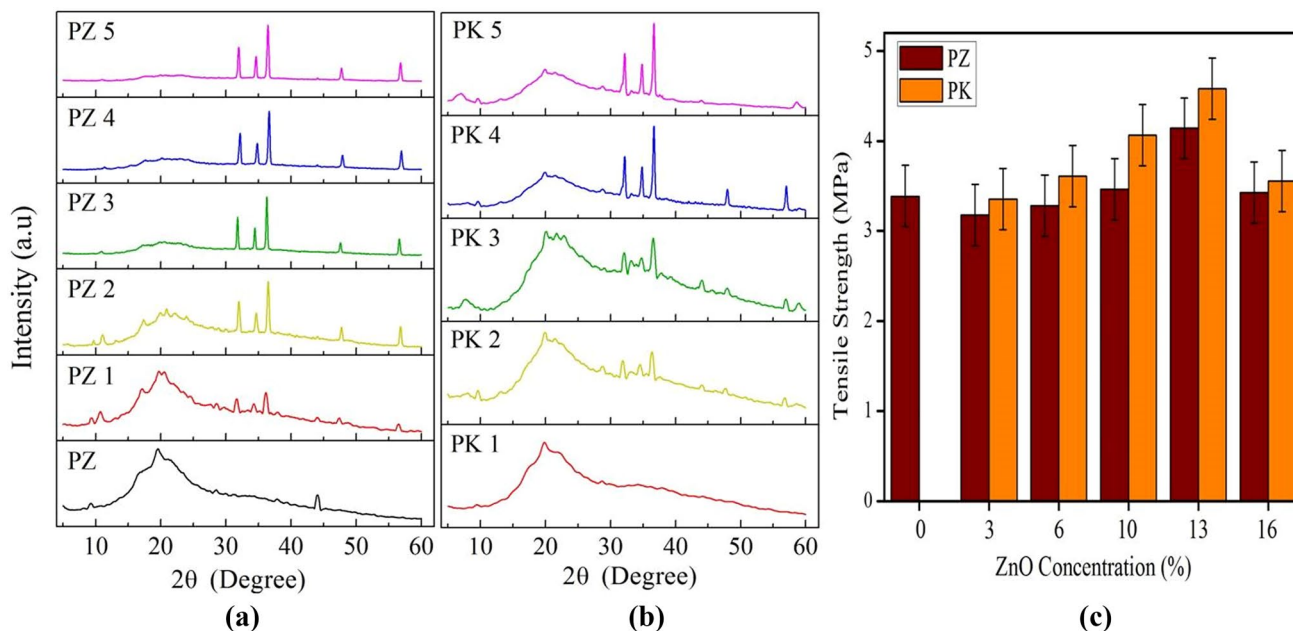 Intensity (a.u)
PZ 5
PZ 4
PZ 3
PZ 2
PZ 1
PZ
10 20 30 40 50 60
2θ (Degree)
(a)
PK 5
PK 4
PK 3
PK 2
PK 1
10 20 30 40 50 60
2θ (Degree)
(b)
PZ
PK
Tensile Strength (MPa)
5
4
3
2
1
0
0 3 6 10 13 16
ZnO Concentration (%)
(c)